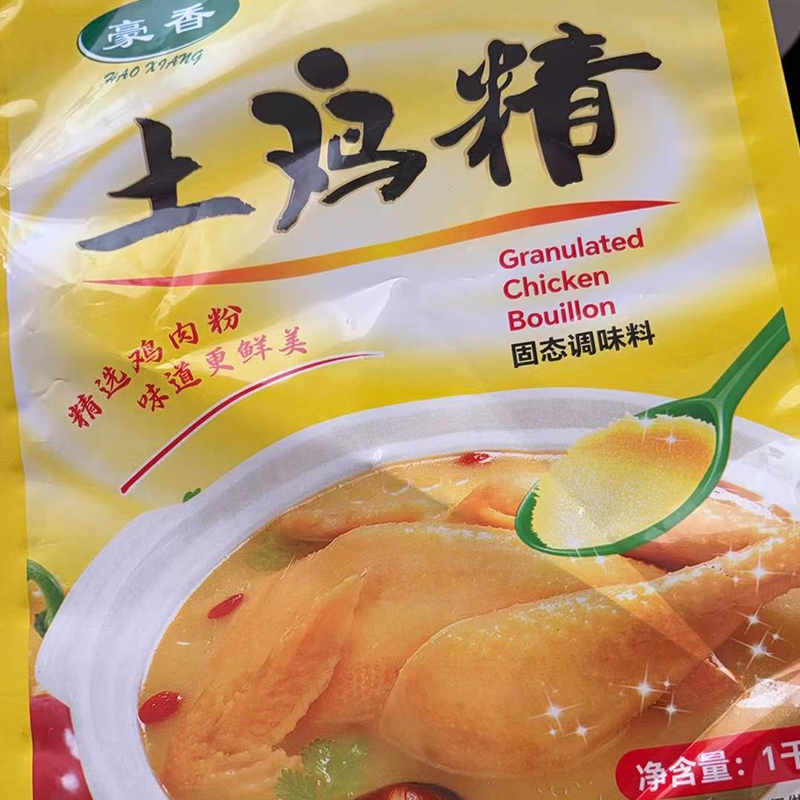 豪香
HAO XIANG
土鸡精
Granulated
Chicken
Bouillon
固态调味料
精选鸡肉粉
味道更鲜美
净含量：1千